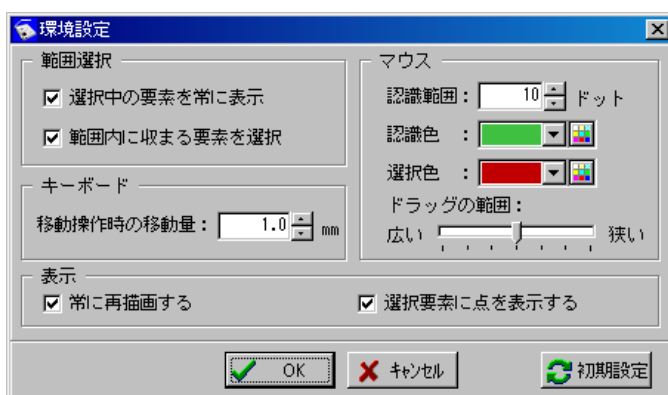 環境設定
範囲選択
選択中の要素を常に表示
範囲内に収まる要素を選択
キーボード
移動操作時の移動量： 1.0 mm
マウス
認識範囲： 10 ドット
認識色 ：
選択色 ：
ドラッグの範囲：
広い 狭い
表示
常に再描画する
選択要素に点を表示する
OK
ｷｬﾝｾﾙ
初期設定